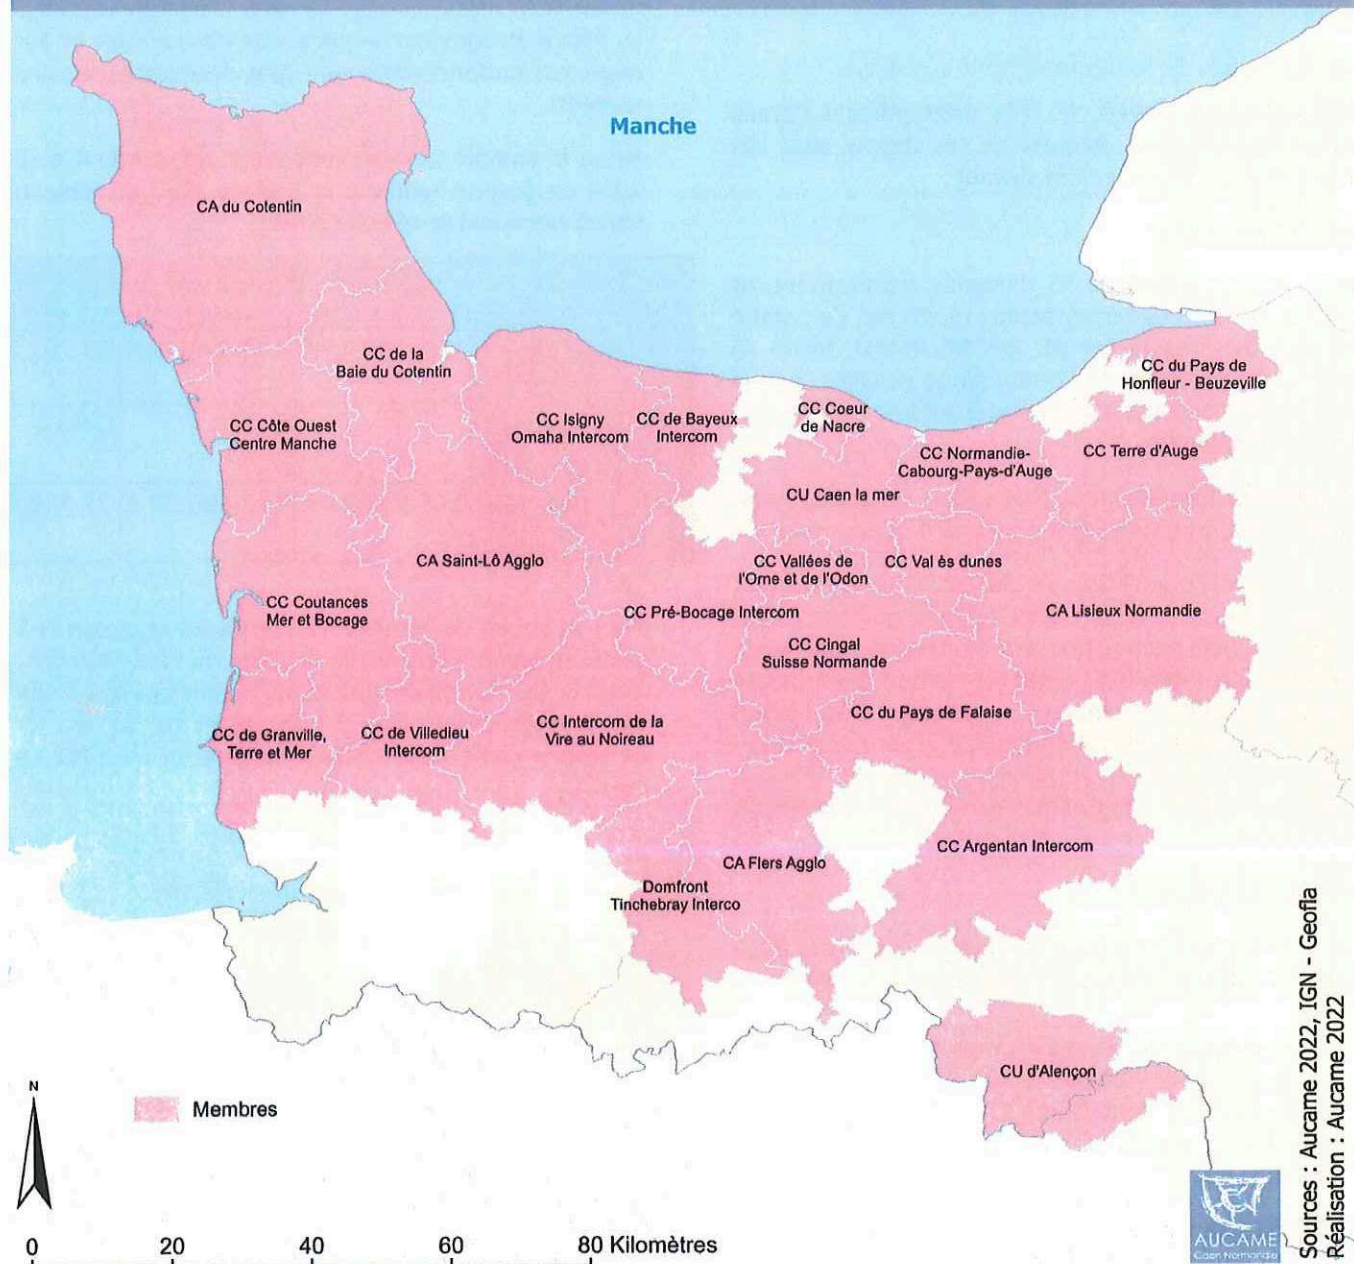 Manche
CA du Cotentin
CC de la
Baie du Cotentin
CC du Pays de
Honfleur - Beuzeville
CC Côte Ouest
Centre Manche
CC Isigny
Omaha Intercom
CC de Bayeux
Intercom
CC Coeur
de Nacre
CC Normandie-
Cabourg-Pays-d'Auge
CC Terre d'Auge
CU Caen la mer
CA Saint-Lô Agglo
CC Vallées de
l'Orne et de l'Odon
CC Val ès dunes
CC Coutances
Mer et Bocage
CC Pré-Bocage Intercom
CA Lisieux Normandie
CC Cingal
Suisse Normande
CC de Granville,
Terre et Mer
CC de Villedieu
Intercom
CC Intercom de la
Vire au Noireau
CC du Pays de Falaise
CA Flers Agglo
CC Argentan Intercom
Domfront
Tinchebray Interco
CU d'Alençon
N
Membres
0 20 40 60 80 Kilomètres
AUCAME
Caen Normandie
Sources : Aucame 2022, IGN - Geofla
Réalisation : Aucame 2022